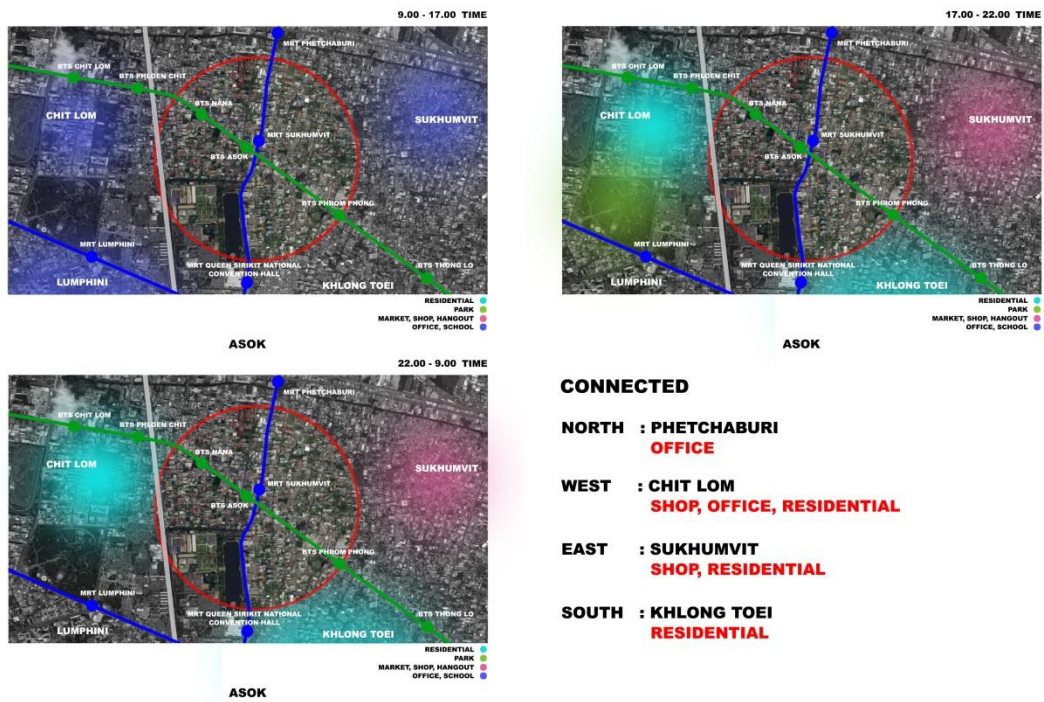 9.00 - 17.00 TIME
MRT PHETCHABURI
BTS CHIT LOM
BTS PHLOEN CHIT
BTS NANA
CHIT LOM
SUKHUMVIT
MRT SUKHUMVIT
BTS ASOK
BTS PHROM PHONG
MRT LUMPHINI
MRT QUEEN SIRIKIT NATIONAL
CONVENTION HALL
BTS THONG LO
LUMPHINI
KHLONG TOEI
RESIDENTIAL
PARK
MARKET, SHOP, HANGOUT
OFFICE, SCHOOL
ASOK
17.00 - 22.00 TIME
MRT PHETCHABURI
BTS CHIT LOM
BTS PHLOEN CHIT
BTS NANA
CHIT LOM
SUKHUMVIT
MRT SUKHUMVIT
BTS ASOK
BTS PHROM PHONG
MRT LUMPHINI
MRT QUEEN SIRIKIT NATIONAL
CONVENTION HALL
BTS THONG LO
LUMPHINI
KHLONG TOEI
RESIDENTIAL
PARK
MARKET, SHOP, HANGOUT
OFFICE, SCHOOL
ASOK
22.00 - 9.00 TIME
MRT PHETCHABURI
BTS CHIT LOM
BTS PHLOEN CHIT
BTS NANA
CHIT LOM
SUKHUMVIT
MRT SUKHUMVIT
BTS ASOK
BTS PHROM PHONG
MRT LUMPHINI
MRT QUEEN SIRIKIT NATIONAL
CONVENTION HALL
BTS THONG LO
LUMPHINI
KHLONG TOEI
RESIDENTIAL
PARK
MARKET, SHOP, HANGOUT
OFFICE, SCHOOL
ASOK
CONNECTED
NORTH : PHETCHABURI
OFFICE
WEST : CHIT LOM
SHOP, OFFICE, RESIDENTIAL
EAST : SUKHUMVIT
SHOP, RESIDENTIAL
SOUTH : KHLONG TOEI
RESIDENTIAL